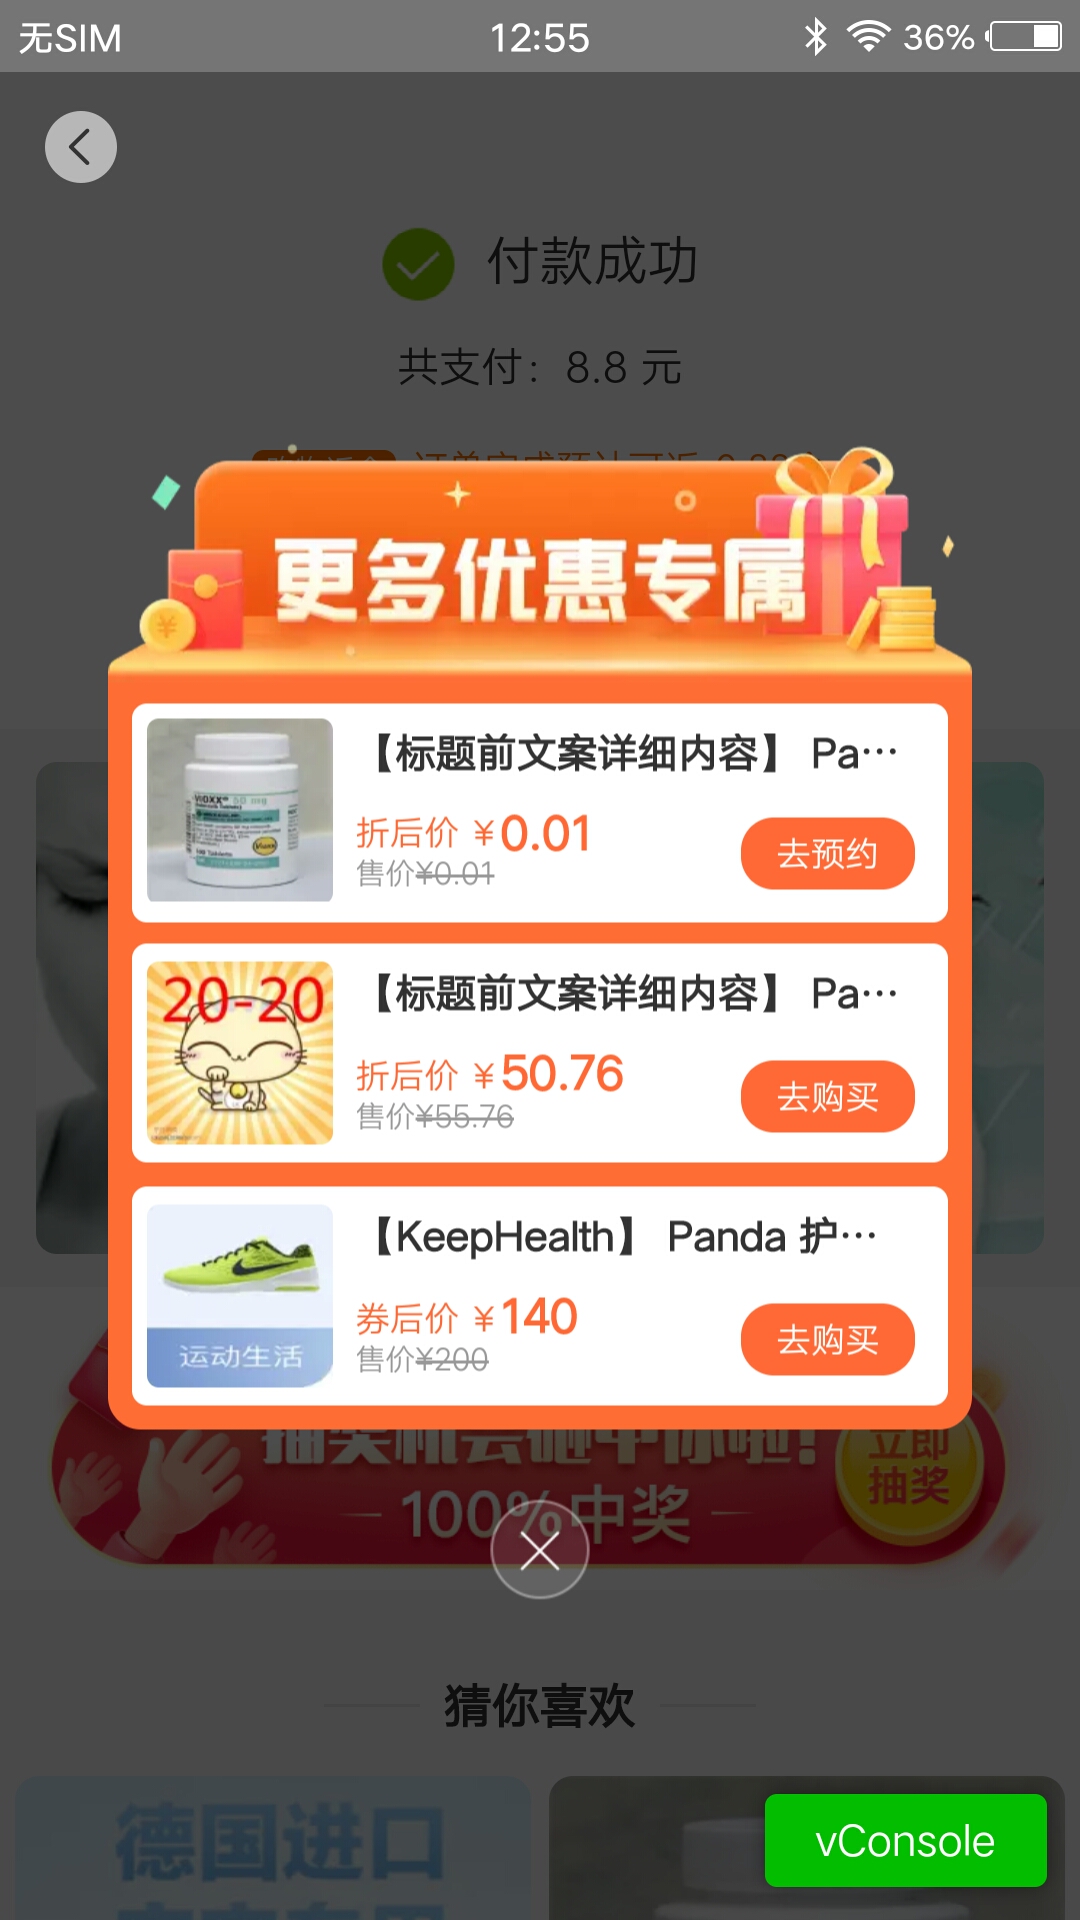 无SIM 12:55 36%
付款成功
共支付：8.8 元
更多优惠专属
【标题前文案详细内容】 Pa···
VIOXX® 50 mg
Vioxx
折后价 ¥0.01
售价¥0.01
去预约
20-20
【标题前文案详细内容】 Pa···
折后价 ¥50.76
售价¥55.76
去购买
【KeepHealth】 Panda 护···
运动生活
券后价 ¥140
售价¥200
去购买
抽奖机会砸中你啦！
立即
抽奖
100%中奖
猜你喜欢
德国进口
vConsole